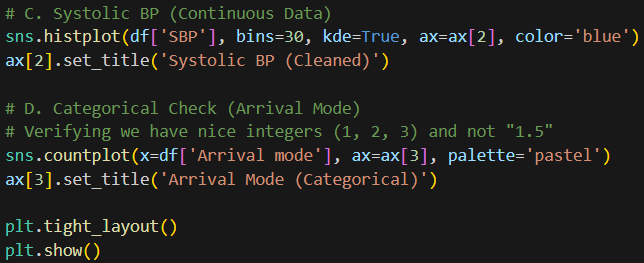 # C. Systolic BP (Continuous Data)
sns.histplot(df['SBP'], bins=30, kde=True, ax=ax[2], color='blue')
ax[2].set_title('Systolic BP (Cleaned)')
# D. Categorical Check (Arrival Mode)
# Verifying we have nice integers (1, 2, 3) and not "1.5"
sns.countplot(x=df['Arrival mode'], ax=ax[3], palette='pastel')
ax[3].set_title('Arrival Mode (Categorical)')
plt.tight_layout()
plt.show()